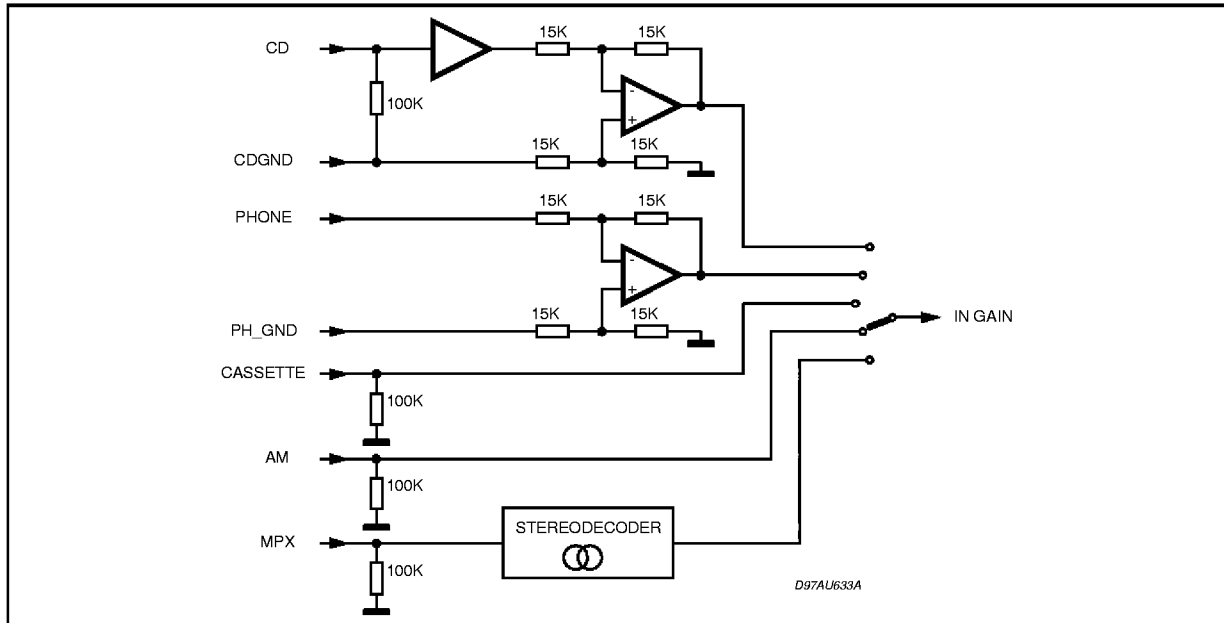 CD
15K
15K
100K
-
+
15K
15K
CDGND
PHONE
15K
15K
-
+
15K
15K
PH_GND
IN GAIN
CASSETTE
100K
AM
100K
STEREODECODER
MPX
100K
D97AU633A